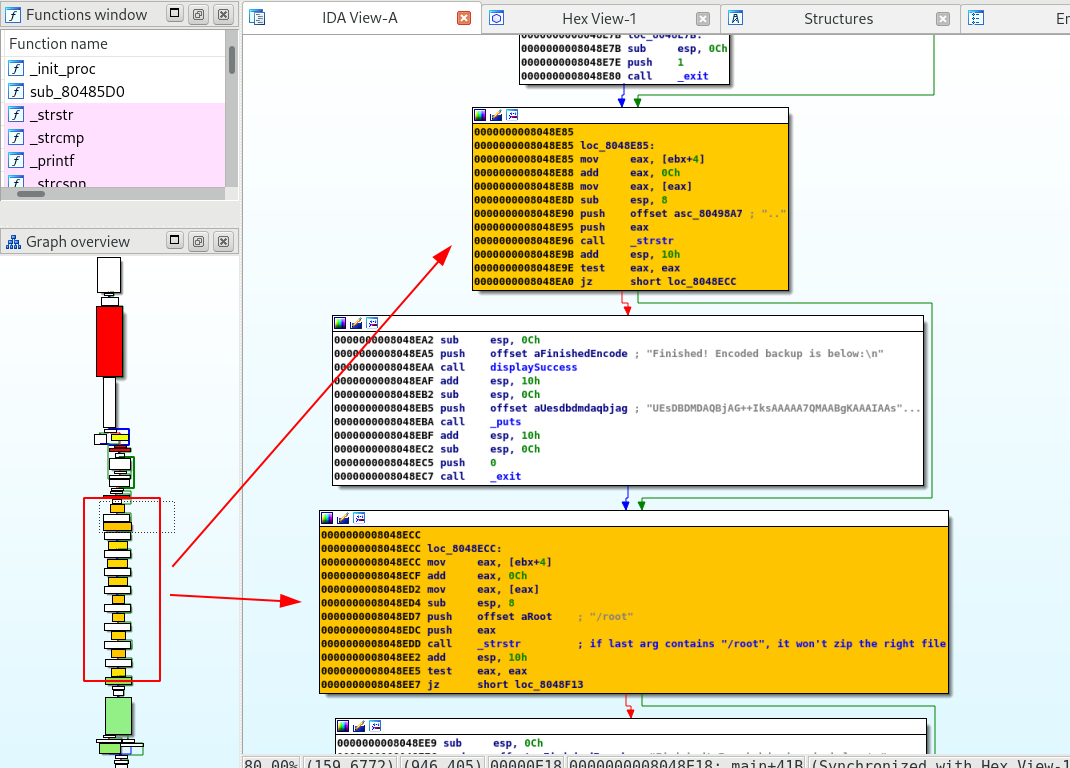 Functions window
IDA View-A
Hex View-1
Structures
Function name
_init_proc
sub_80485D0
_strstr
_strcmp
_printf
_strcspn
Graph overview
0000000008048E7B loc_8048E7B:
0000000008048E7B sub esp, 0Ch
0000000008048E7E push 1
0000000008048E80 call _exit
0000000008048E85
0000000008048E85 loc_8048E85:
0000000008048E85 mov eax, [ebx+4]
0000000008048E88 add eax, 0Ch
0000000008048E8B mov eax, [eax]
0000000008048E8D sub esp, 8
0000000008048E90 push offset asc_80498A7 ; ".."
0000000008048E95 push eax
0000000008048E96 call _strstr
0000000008048E9B add esp, 10h
0000000008048E9E test eax, eax
0000000008048EA0 jz short loc_8048ECC
0000000008048EA2 sub esp, 0Ch
0000000008048EA5 push offset aFinishedEncode ; "Finished! Encoded backup is below:\n"
0000000008048EAA call displaySuccess
0000000008048EAF add esp, 10h
0000000008048EB2 sub esp, 0Ch
0000000008048EB5 push offset aUesdbdmdaqbjag ; "UEsDBDMDAQBjAG++IksAAAAA7QMAABgKAAAIAAs"...
0000000008048EBA call _puts
0000000008048EBF add esp, 10h
0000000008048EC2 sub esp, 0Ch
0000000008048EC5 push 0
0000000008048EC7 call _exit
0000000008048ECC
0000000008048ECC loc_8048ECC:
0000000008048ECC mov eax, [ebx+4]
0000000008048ECF add eax, 0Ch
0000000008048ED2 mov eax, [eax]
0000000008048ED4 sub esp, 8
0000000008048ED7 push offset aRoot ; "/root"
0000000008048EDC push eax
0000000008048EDD call _strstr ; if last arg contains "/root", it won't zip the right file
0000000008048EE2 add esp, 10h
0000000008048EE5 test eax, eax
0000000008048EE7 jz short loc_8048F13
0000000008048EE9 sub esp, 0Ch
80.00% (159,6772) (946,405) 00000E18 0000000008048E18: main+41B (Synchronized with Hex View-1